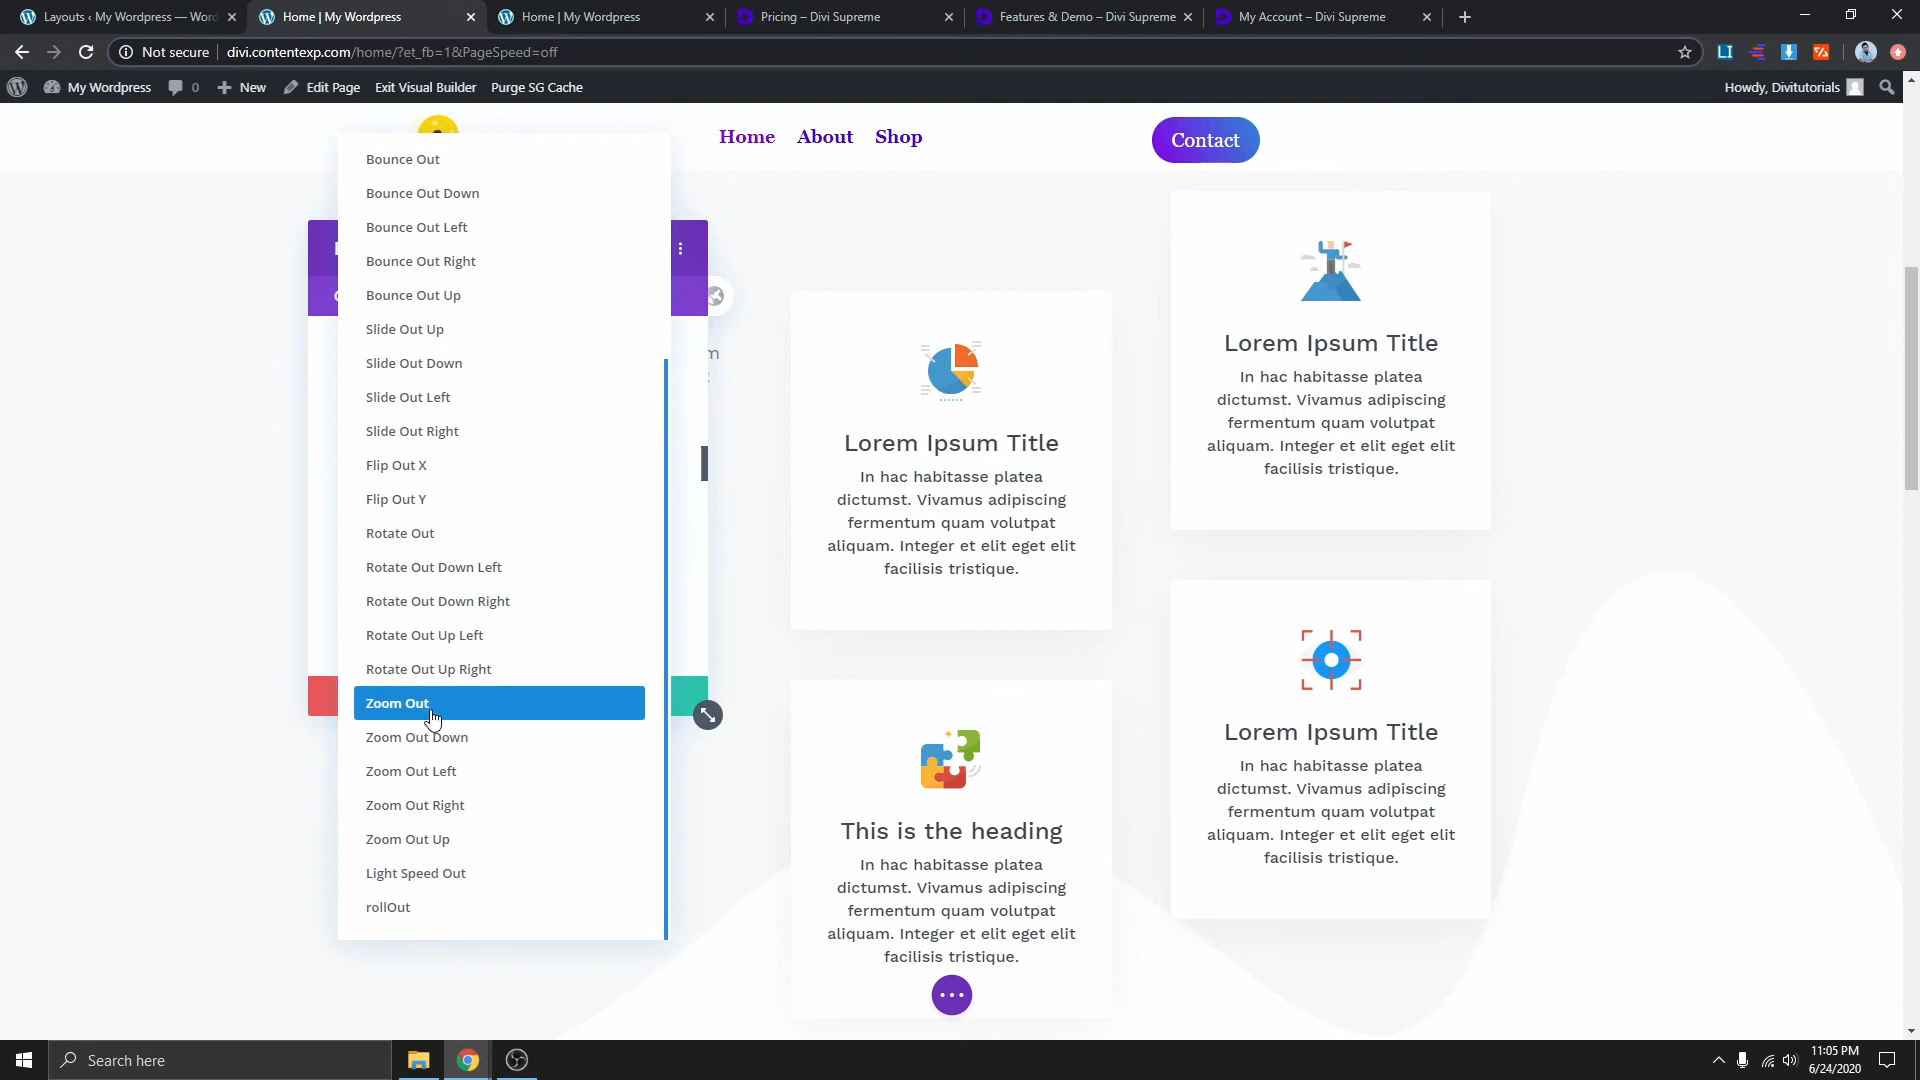 Layouts ‹ My Wordpress — Word
Home | My Wordpress
Home | My Wordpress
Pricing – Divi Supreme
Features & Demo – Divi Supreme
My Account – Divi Supreme
Not secure
divi.contentexp.com/home/?et_fb=1&PageSpeed=off
My Wordpress
0
New
Edit Page
Exit Visual Builder
Purge SG Cache
Howdy, Divitutorials
Home
About
Shop
Contact
Bounce Out
Bounce Out Down
Bounce Out Left
Bounce Out Right
Bounce Out Up
Slide Out Up
Slide Out Down
Slide Out Left
Slide Out Right
Flip Out X
Flip Out Y
Rotate Out
Rotate Out Down Left
Rotate Out Down Right
Rotate Out Up Left
Rotate Out Up Right
Zoom Out
Zoom Out Down
Zoom Out Left
Zoom Out Right
Zoom Out Up
Light Speed Out
rollOut
Lorem Ipsum Title
In hac habitasse platea
dictumst. Vivamus adipiscing
fermentum quam volutpat
aliquam. Integer et elit eget elit
facilisis tristique.
This is the heading
In hac habitasse platea
dictumst. Vivamus adipiscing
fermentum quam volutpat
aliquam. Integer et elit eget elit
facilisis tristique.
Lorem Ipsum Title
In hac habitasse platea
dictumst. Vivamus adipiscing
fermentum quam volutpat
aliquam. Integer et elit eget elit
facilisis tristique.
Lorem Ipsum Title
In hac habitasse platea
dictumst. Vivamus adipiscing
fermentum quam volutpat
aliquam. Integer et elit eget elit
facilisis tristique.
Search here
11:05 PM
6/24/2020